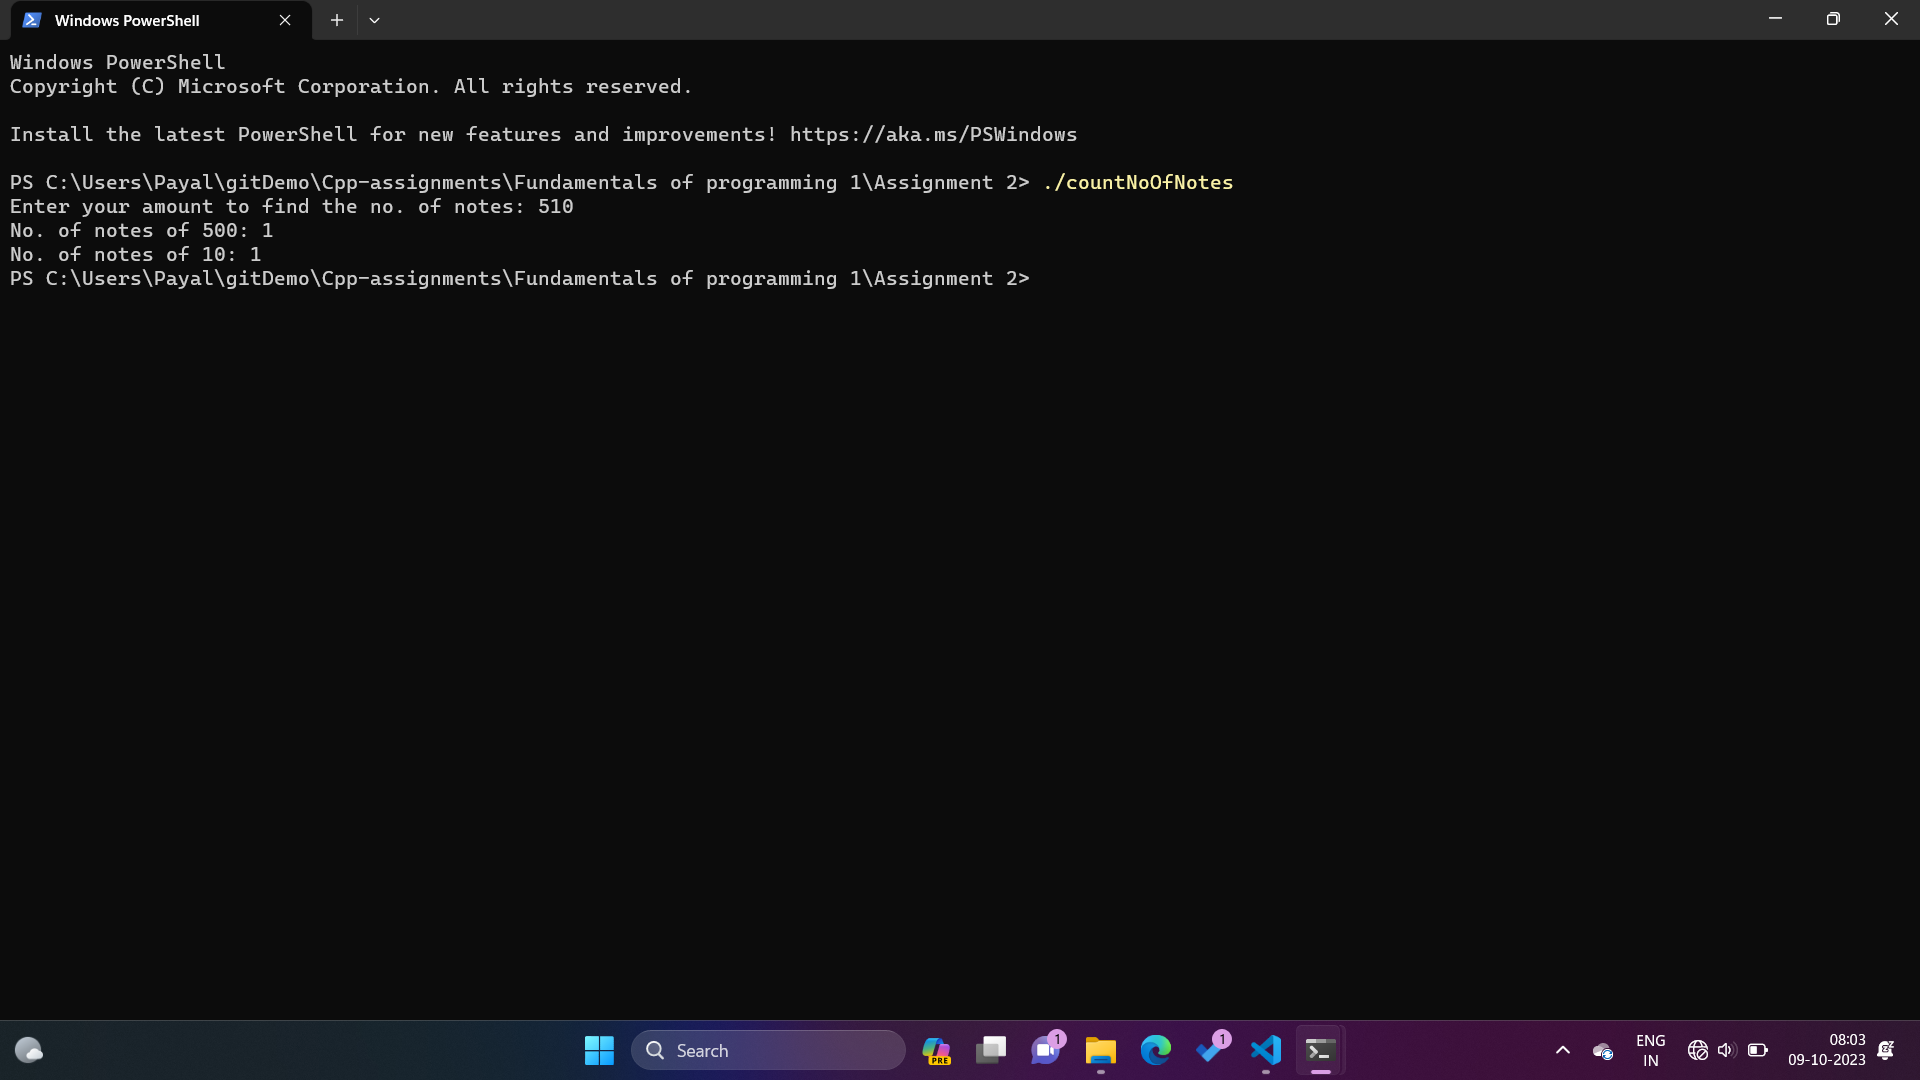 Windows PowerShell
Windows PowerShell
Copyright (C) Microsoft Corporation. All rights reserved.
Install the latest PowerShell for new features and improvements! https://aka.ms/PSWindows
PS C:\Users\Payal\gitDemo\Cpp-assignments\Fundamentals of programming 1\Assignment 2> ./countNoOfNotes
Enter your amount to find the no. of notes: 510
No. of notes of 500: 1
No. of notes of 10: 1
PS C:\Users\Payal\gitDemo\Cpp-assignments\Fundamentals of programming 1\Assignment 2>
Search
PRE
1
1
ENG
IN
08:03
09-10-2023